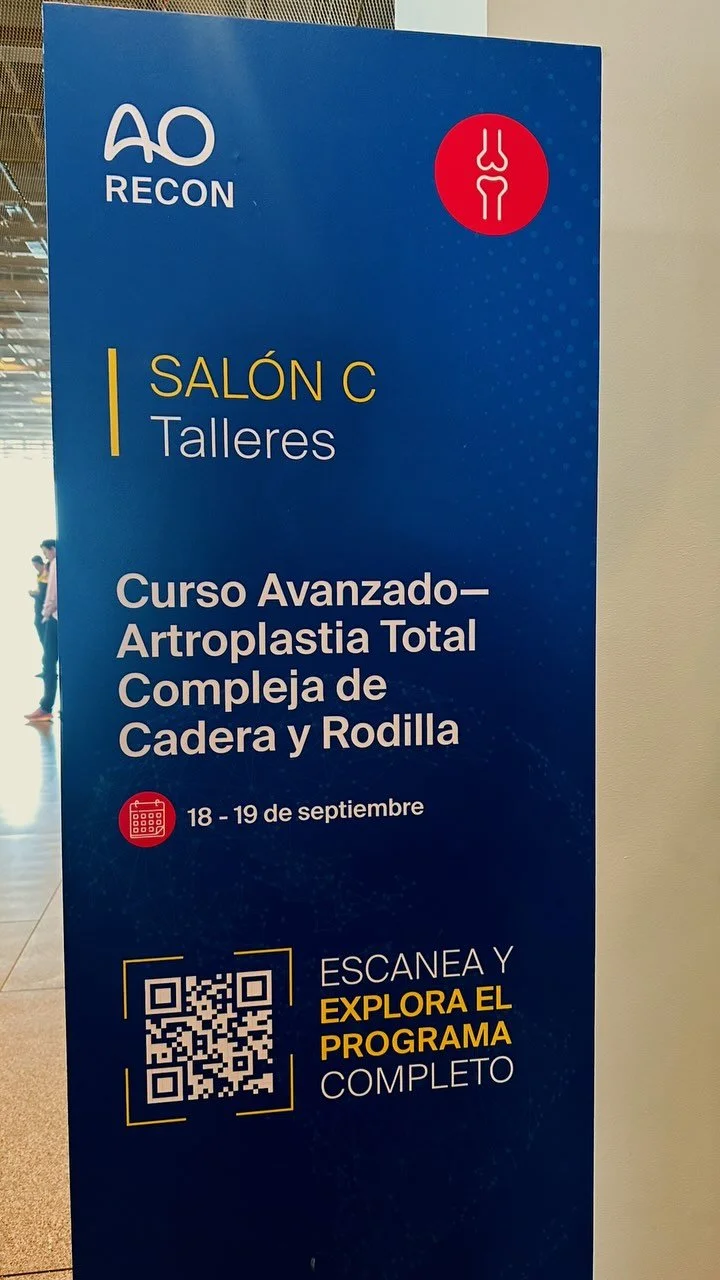 AO
RECON
SALÓN C
Talleres
Curso Avanzado—
Artroplastia Total
Compleja de
Cadera y Rodilla
18 - 19 de septiembre
ESCANEA Y
EXPLORA EL
PROGRAMA
COMPLETO